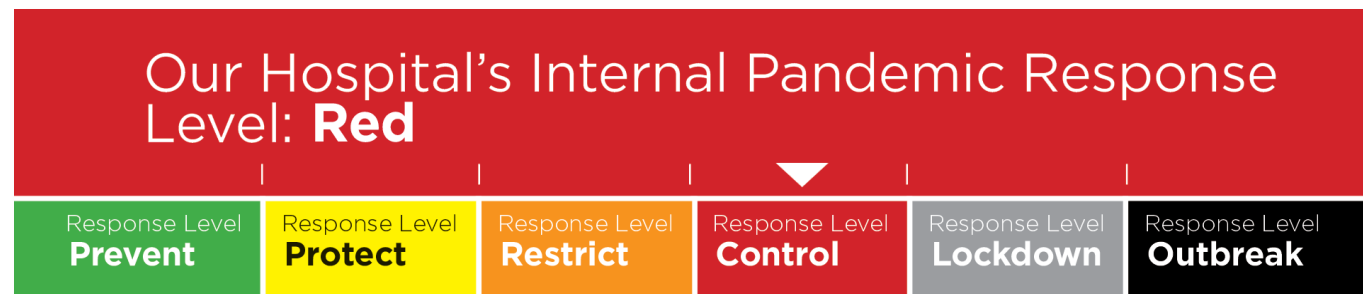 Our Hospital's Internal Pandemic Response
Level: Red
Response Level
Prevent
Response Level
Protect
Response Level
Restrict
Response Level
Control
Response Level
Lockdown
Response Level
Outbreak